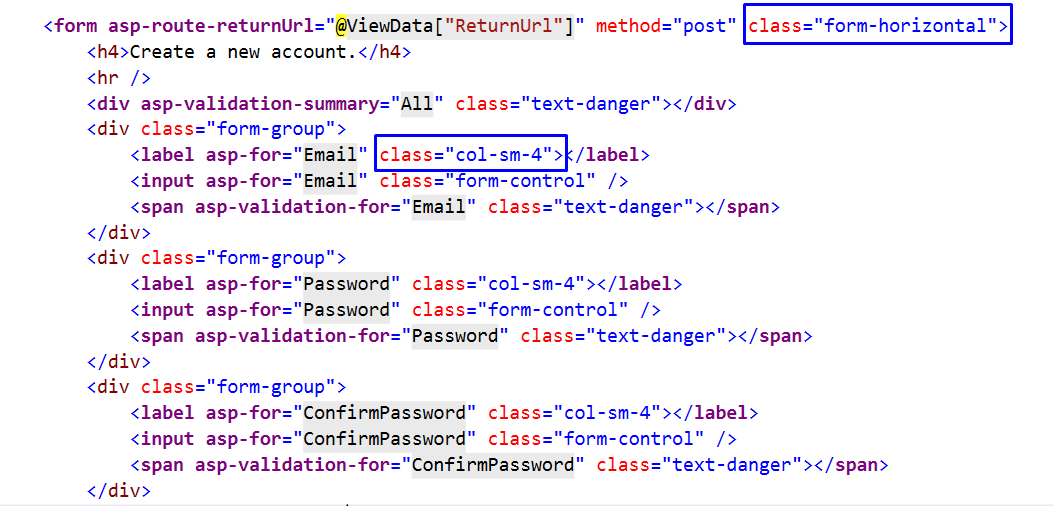 <form asp-route-returnUrl="@ViewData["ReturnUrl"]" method="post" class="form-horizontal">
<h4>Create a new account.</h4>
<hr />
<div asp-validation-summary="All" class="text-danger"></div>
<div class="form-group">
<label asp-for="Email" class="col-sm-4"></label>
<input asp-for="Email" class="form-control" />
<span asp-validation-for="Email" class="text-danger"></span>
</div>
<div class="form-group">
<label asp-for="Password" class="col-sm-4"></label>
<input asp-for="Password" class="form-control" />
<span asp-validation-for="Password" class="text-danger"></span>
</div>
<div class="form-group">
<label asp-for="ConfirmPassword" class="col-sm-4"></label>
<input asp-for="ConfirmPassword" class="form-control" />
<span asp-validation-for="ConfirmPassword" class="text-danger"></span>
</div>